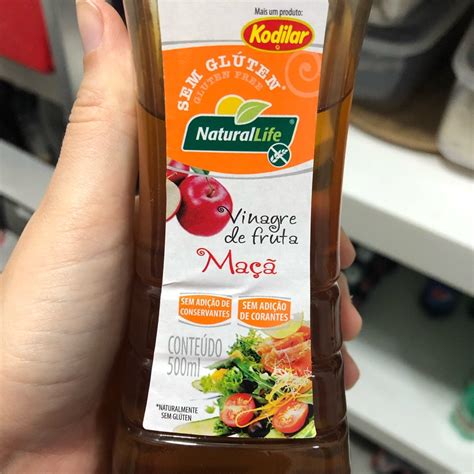 Mais um produto:
Kodilar
SEM GLÚTEN*
GLUTEN FREE
NaturalLife®
Vinagre
de fruta
Maçã
SEM ADIÇÃO DE
CONSERVANTES
SEM ADIÇÃO
DE CORANTES
CONTEÚDO
500ml
*NATURALMENTE
SEM GLÚTEN